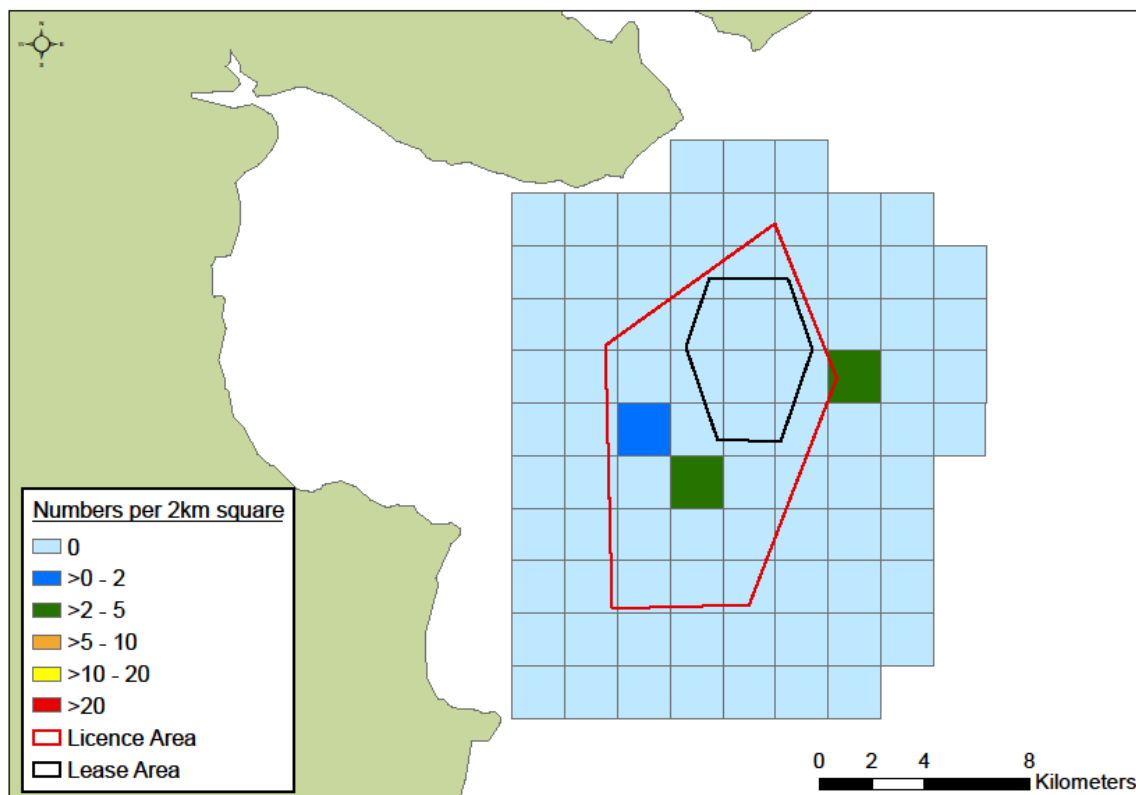 N
W E
S
Numbers per 2km square
0
>0 - 2
>2 - 5
>5 - 10
>10 - 20
>20
Licence Area
Lease Area
0 2 4 8
Kilometers